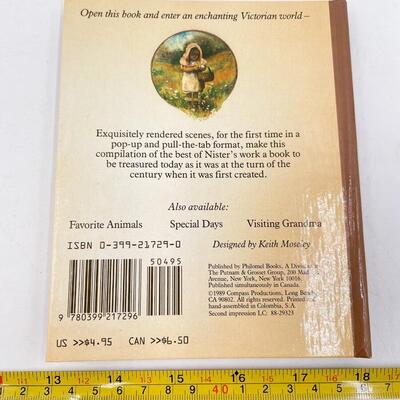 Open this book and enter an enchanting Victorian world –
Exquisitely rendered scenes, for the first time in a
pop-up and pull-the-tab format, make this
compilation of the best of Nister's work a book to
be treasured today as it was at the turn of the
century when it was first created.
Also available:
Favorite Animals Special Days Visiting Grandma
ISBN 0-399-21729-0 Designed by Keith Moseley
50495
9 780399 217296
Published by Philomel Books, A Division of
The Putnam & Grosset Group, 200 Madison
Avenue, New York, New York 10016.
Published simultaneously in Canada.
©1989 Compass Productions, Long Beach,
CA 90802. All rights reserved. Printed and
hand-assembled in Colombia, S.A.
Second impression LC: 88-29323
US >>$4.95 CAN >>$6.50
13 14 15 16 17 18
40